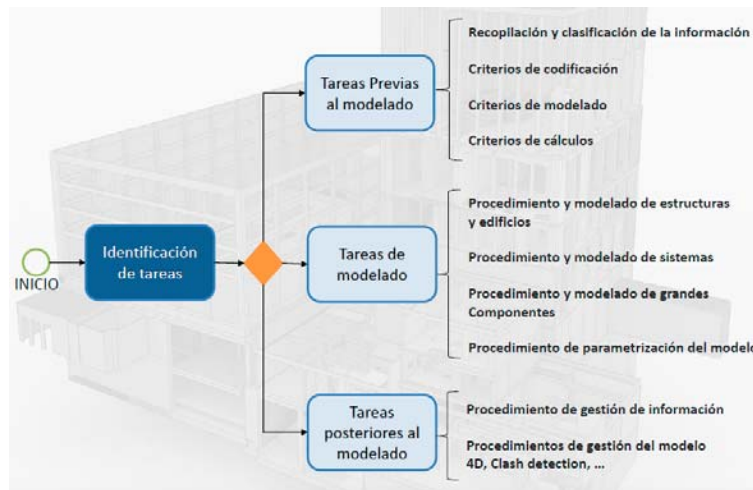 INICIO
Identificación
de tareas
Tareas Previas
al modelado
Recopilación y clasificación de la información
Criterios de codificación
Criterios de modelado
Criterios de cálculos
Tareas de
modelado
Procedimiento y modelado de estructuras
y edificios
Procedimiento y modelado de sistemas
Procedimiento y modelado de grandes
Componentes
Procedimiento de parametrización del modelo
Tareas
posteriores al
modelado
Procedimiento de gestión de información
Procedimientos de gestión del modelo
4D, Clash detection, ...